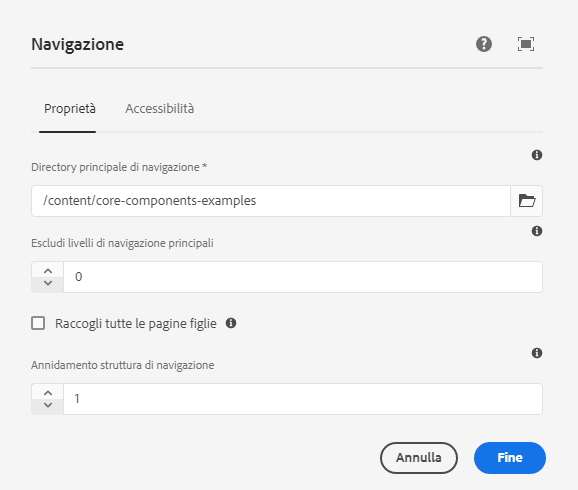 Navigazione
Proprietà Accessibilità
Directory principale di navigazione *
/content/core-components-examples
Escludi livelli di navigazione principali
0
Raccogli tutte le pagine figlie
Annidamento struttura di navigazione
1
Annulla Fine